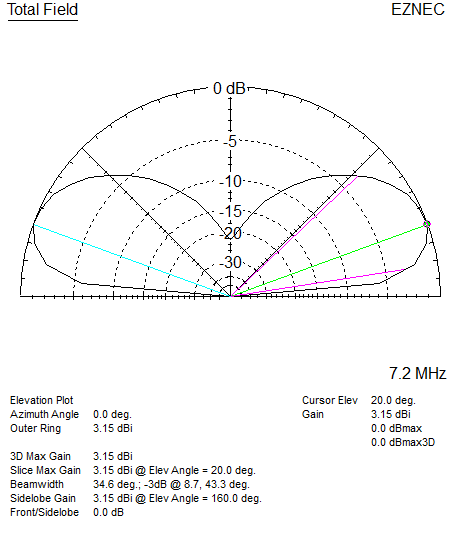 Total Field
EZNEC
0 dB
-5
-10
-15
-20
-30
7.2 MHz
Elevation Plot
Azimuth Angle 0.0 deg.
Outer Ring 3.15 dBi
Cursor Elev 20.0 deg.
Gain 3.15 dBi
0.0 dBmax
0.0 dBmax3D
3D Max Gain 3.15 dBi
Slice Max Gain 3.15 dBi @ Elev Angle = 20.0 deg.
Beamwidth 34.6 deg.; -3dB @ 8.7, 43.3 deg.
Sidelobe Gain 3.15 dBi @ Elev Angle = 160.0 deg.
Front/Sidelobe 0.0 dB